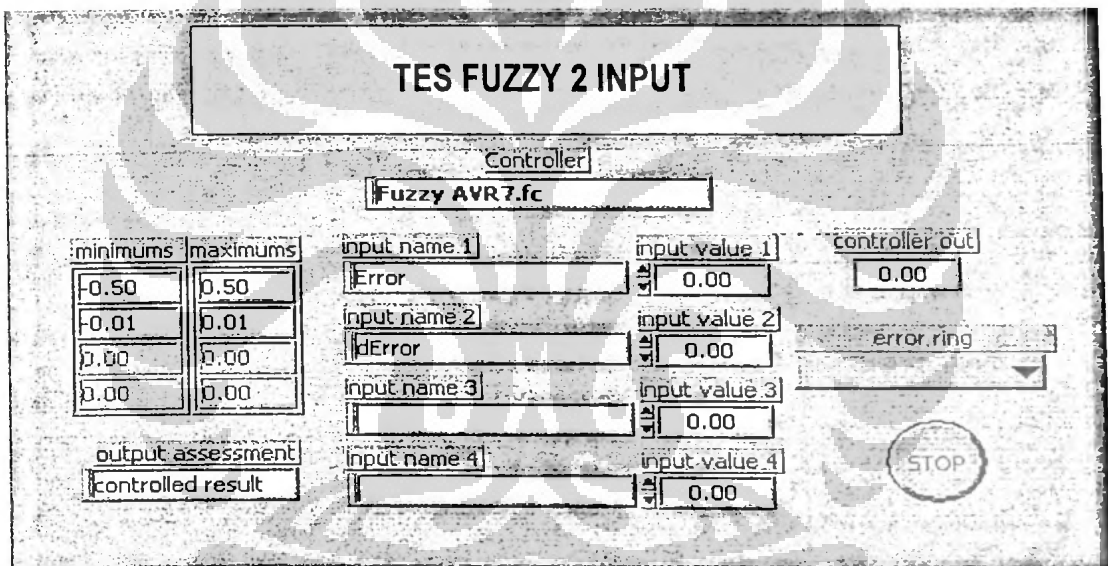 TES FUZZY 2 INPUT
Controller
Fuzzy AVR7.fc
minimums maximums
-0.50 0.50
-0.01 0.01
0.00 0.00
0.00 0.00
output assessment
controlled result
input name 1
Error
input name 2
dError
input name 3
input name 4
input value 1
0.00
input value 2
0.00
input value 3
0.00
input value 4
0.00
controller out
0.00
error ring
STOP